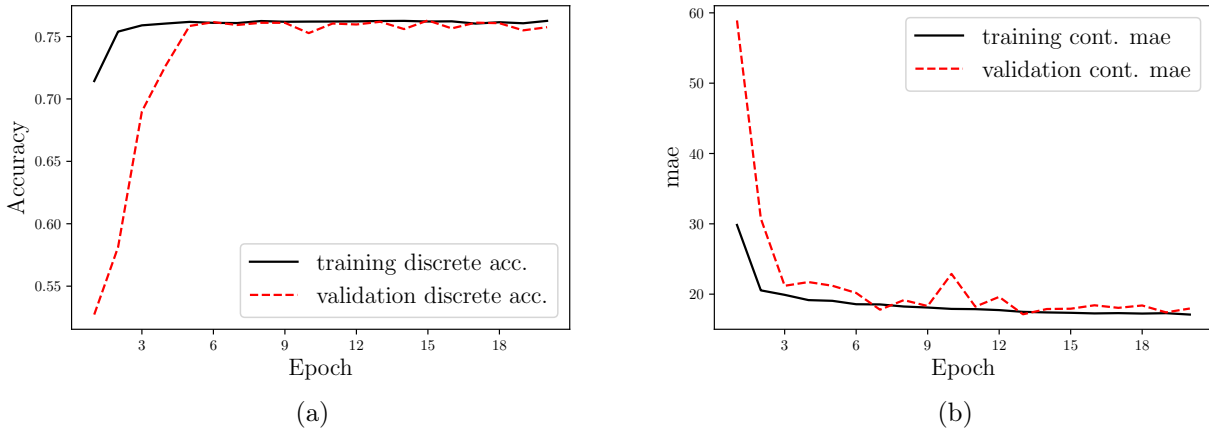 0.75
0.70
0.65
0.60
0.55
Accuracy
training discrete acc.
validation discrete acc.
3 6 9 12 15 18
Epoch
(a)
60
50
40
30
20
mae
training cont. mae
validation cont. mae
3 6 9 12 15 18
Epoch
(b)